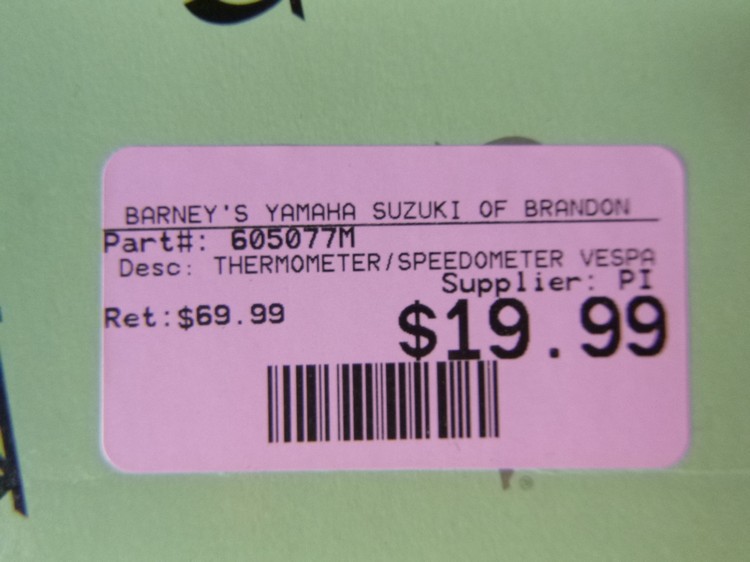 BARNEY'S YAMAHA SUZUKI OF BRANDON
Part#: 605077M
Desc: THERMOMETER/SPEEDOMETER VESPA
Supplier: PI
Ret:$69.99
$19.99